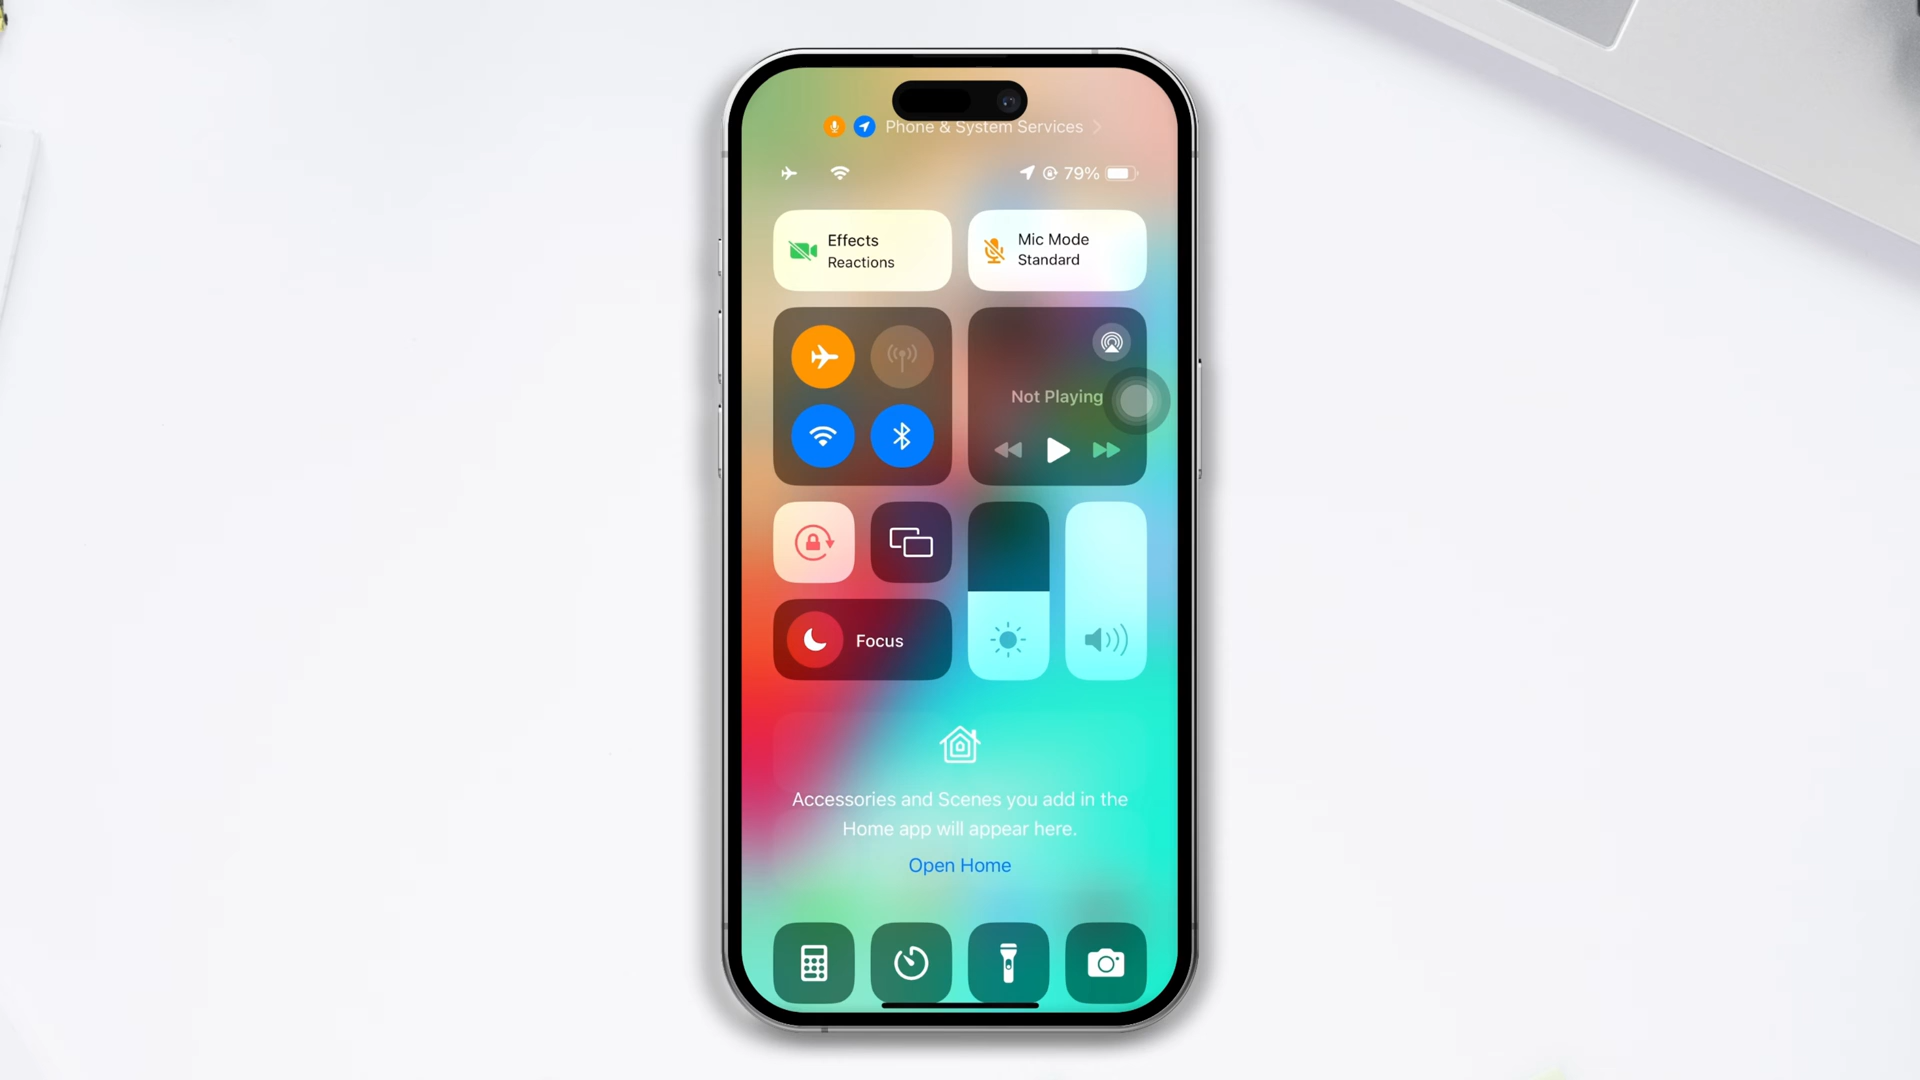 Phone & System Services
79%
Effects
Reactions
Mic Mode
Standard
Not Playing
Focus
Accessories and Scenes you add in the
Home app will appear here.
Open Home